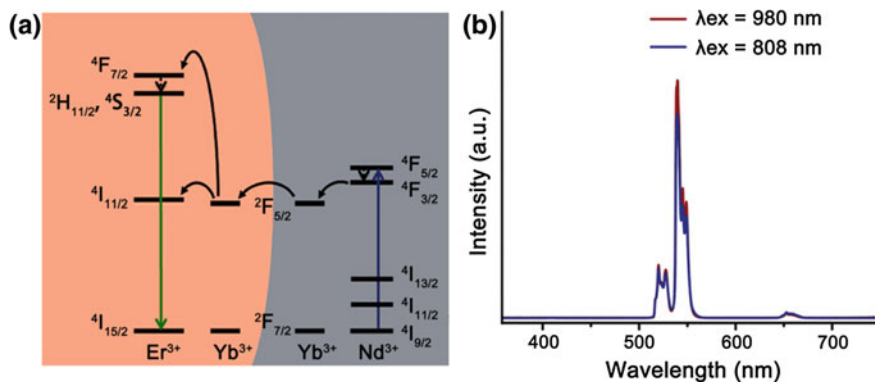 (a)
⁴F₇/₂
²H₁₁/₂, ⁴S₃/₂
⁴F₅/₂
⁴F₃/₂
⁴I₁₁/₂
²F₅/₂
⁴I₁₃/₂
⁴I₁₁/₂
⁴I₁₅/₂
²F₇/₂
⁴I₉/₂
Er³⁺ Yb³⁺ Yb³⁺ Nd³⁺
(b)
λex = 980 nm
λex = 808 nm
Intensity (a.u.)
400 500 600 700
Wavelength (nm)